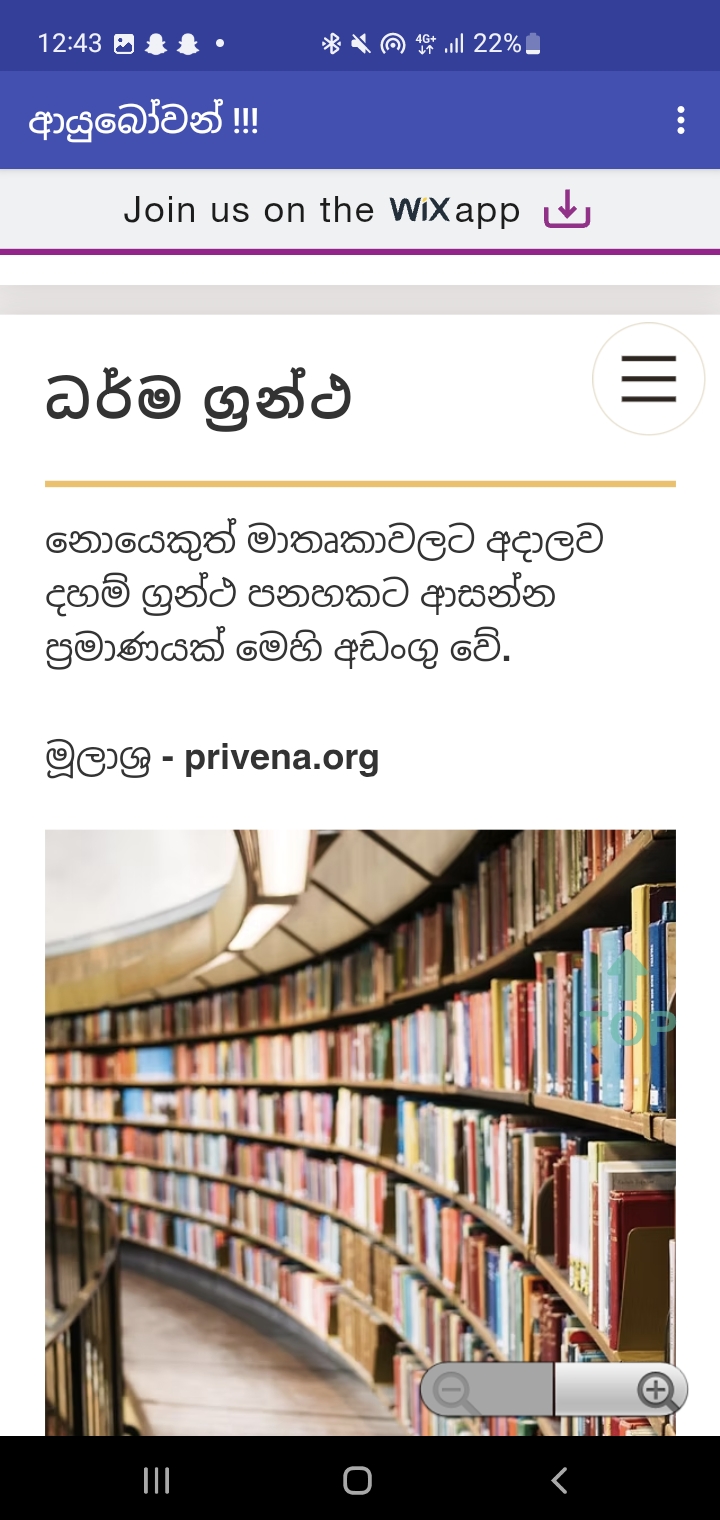 12:43
4G+
22%
ආයුබෝවන් !!!
Join us on the WiX app
ධර්ම ග්‍රන්ථ
නොයෙකුත් මාතෘකාවලට අදාලව
දහම් ග්‍රන්ථ පනහකට ආසන්න
ප්‍රමාණයක් මෙහි අඩංගු වේ.
මූලාශ්‍ර - privena.org
TOP